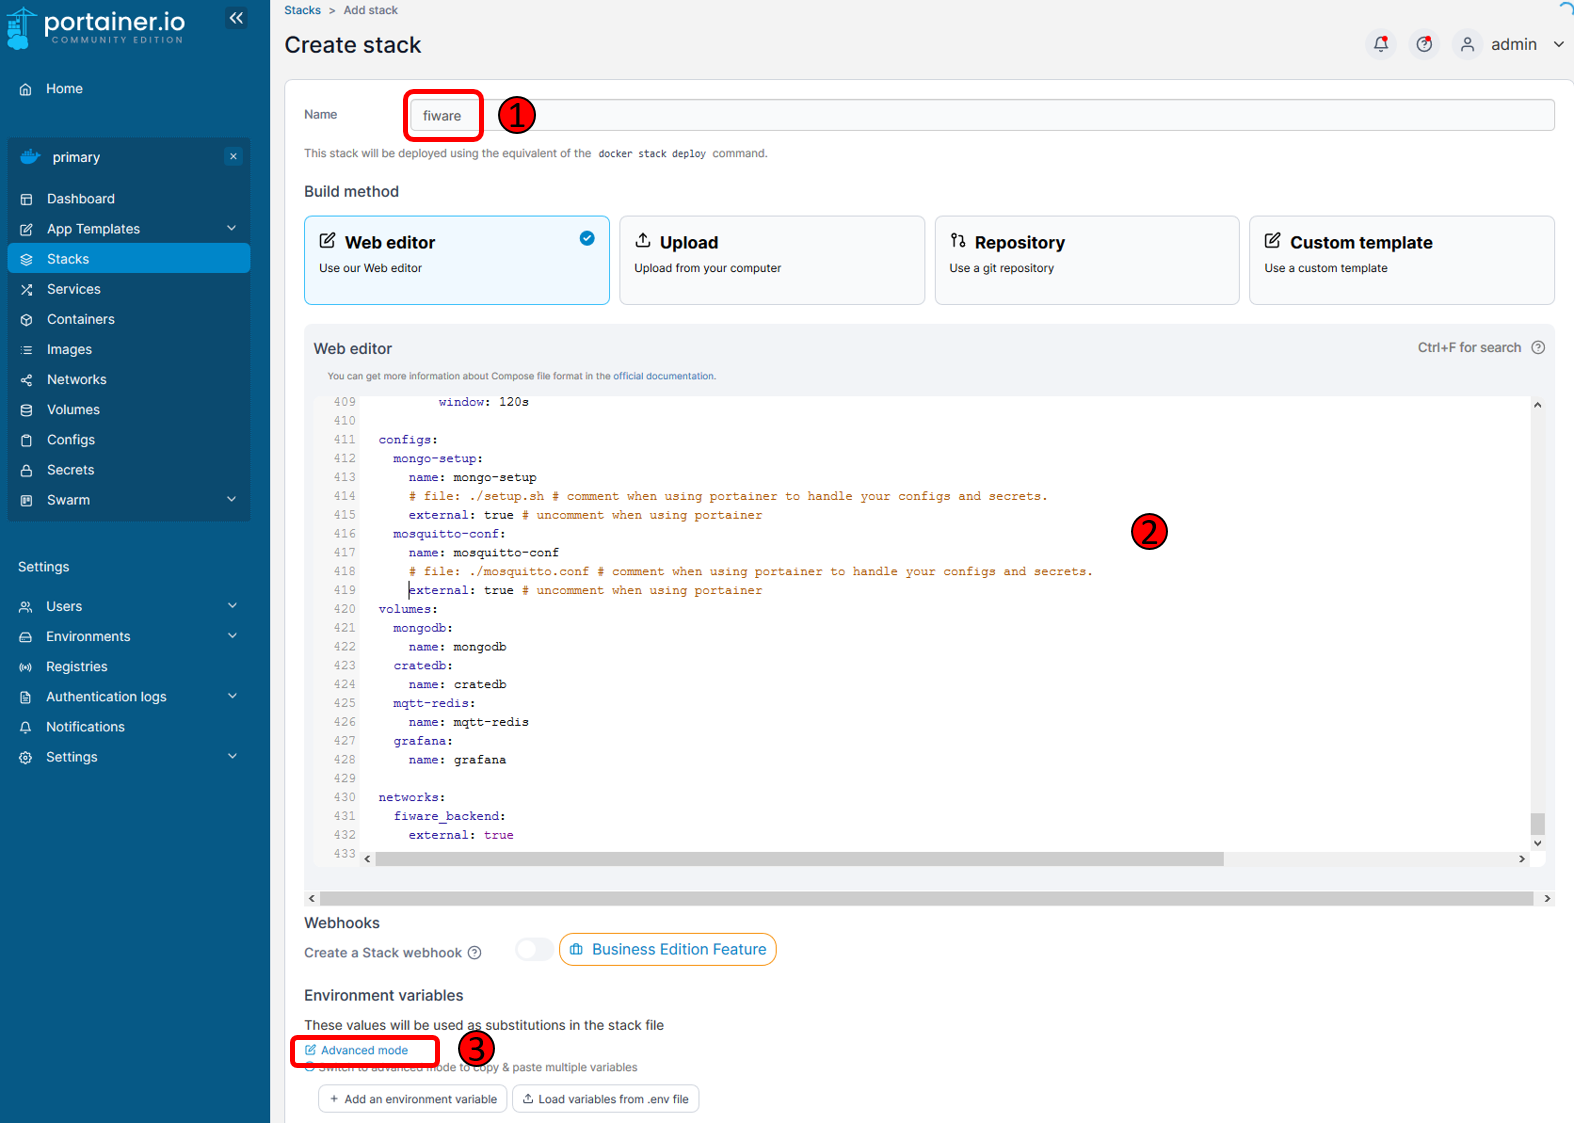 portainer.io
COMMUNITY EDITION
Home
primary
Dashboard
App Templates
Stacks
Services
Containers
Images
Networks
Volumes
Configs
Secrets
Swarm
Settings
Users
Environments
Registries
Authentication logs
Notifications
Settings
Stacks > Add stack
Create stack
admin
Name
fiware
1
This stack will be deployed using the equivalent of the docker stack deploy command.
Build method
Web editor
Use our Web editor
Upload
Upload from your computer
Repository
Use a git repository
Custom template
Use a custom template
Web editor
Ctrl+F for search
You can get more information about Compose file format in the official documentation.
409 window: 120s
410
411 configs:
412 mongo-setup:
413 name: mongo-setup
414 # file: ./setup.sh # comment when using portainer to handle your configs and secrets.
415 external: true # uncomment when using portainer
416 mosquitto-conf:
417 name: mosquitto-conf
418 # file: ./mosquitto.conf # comment when using portainer to handle your configs and secrets.
419 external: true # uncomment when using portainer
420 volumes:
421 mongodb:
422 name: mongodb
423 cratedb:
424 name: cratedb
425 mqtt-redis:
426 name: mqtt-redis
427 grafana:
428 name: grafana
429
430 networks:
431 fiware_backend:
432 external: true
433
2
Webhooks
Create a Stack webhook
Business Edition Feature
Environment variables
These values will be used as substitutions in the stack file
Advanced mode
3
Switch to advanced mode to copy & paste multiple variables
+ Add an environment variable
Load variables from .env file